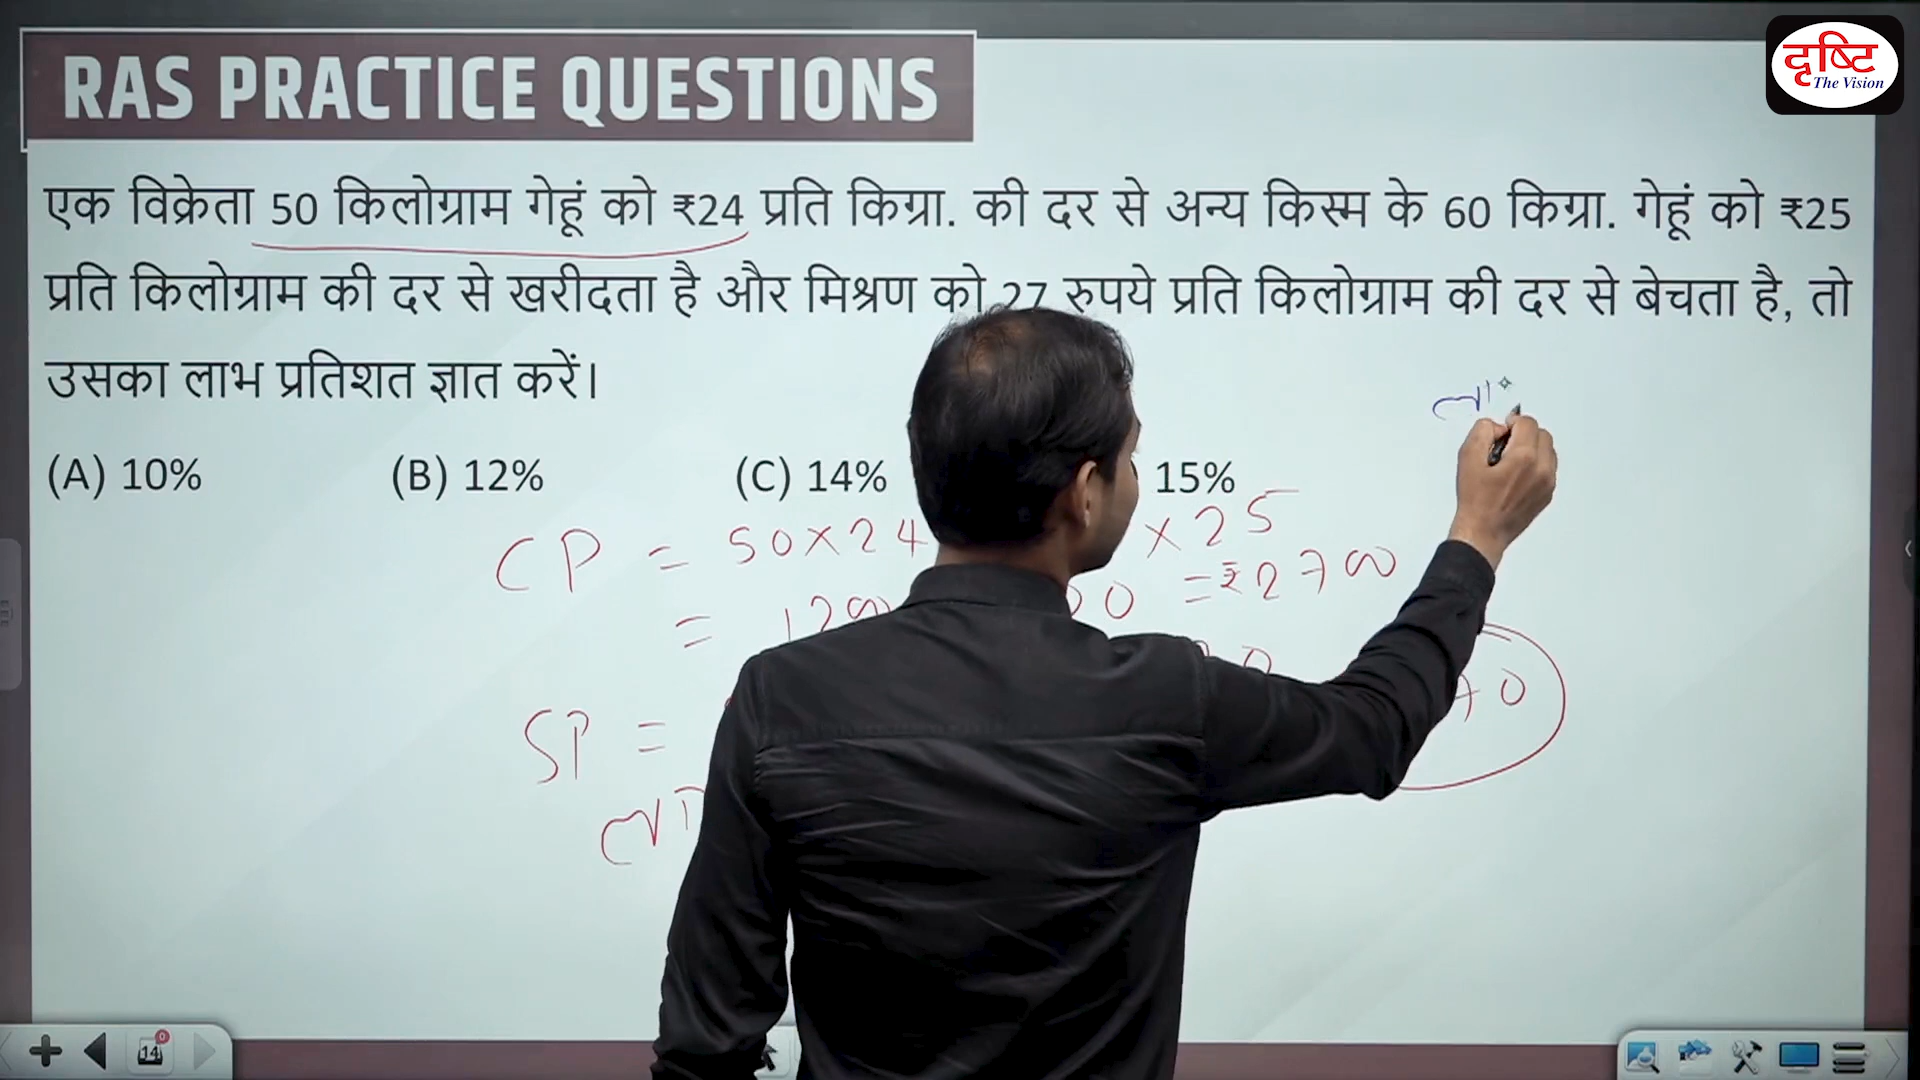 RAS PRACTICE QUESTIONS
दृष्टि
The Vision
एक विक्रेता 50 किलोग्राम गेहूं को ₹24 प्रति किग्रा. की दर से अन्य किस्म के 60 किग्रा. गेहूं को ₹25
प्रति किलोग्राम की दर से खरीदता है और मिश्रण को 27 रुपये प्रति किलोग्राम की दर से बेचता है, तो
उसका लाभ प्रतिशत ज्ञात करें।
(A) 10% (B) 12% (C) 14% 15%
CP = 50×24 ×25
= =₹2700
SP =
14
0